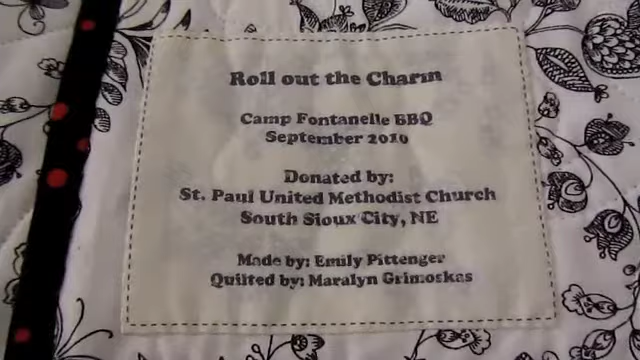 Roll out the Charm
Camp Fontanelle BBQ
September 2010
Donated by:
St. Paul United Methodist Church
South Sioux City, NE
Made by: Emily Pittenger
Quilted by: Maralyn Grimoskas